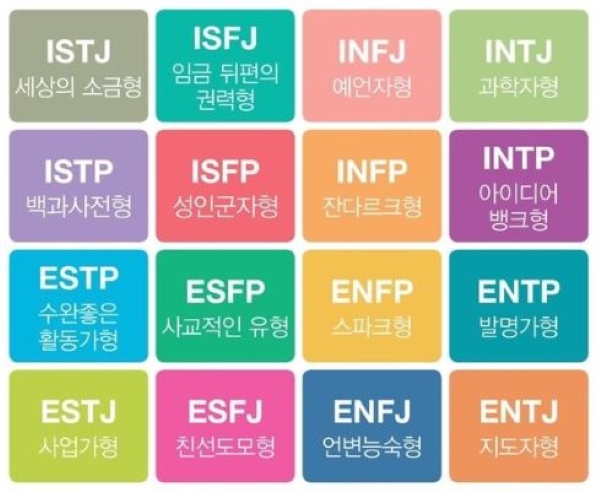 ISTJ
세상의 소금형
ISFJ
임금 뒤편의
권력형
INFJ
예언자형
INTJ
과학자형
ISTP
백과사전형
ISFP
성인군자형
INFP
잔다르크형
INTP
아이디어
뱅크형
ESTP
수완좋은
활동가형
ESFP
사교적인 유형
ENFP
스파크형
ENTP
발명가형
ESTJ
사업가형
ESFJ
친선도모형
ENFJ
언변능숙형
ENTJ
지도자형